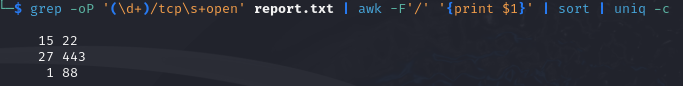 └─$ grep -oP '(\d+)/tcp\s+open' report.txt | awk -F'/' '{print $1}' | sort | uniq -c
15 22
27 443
1 88